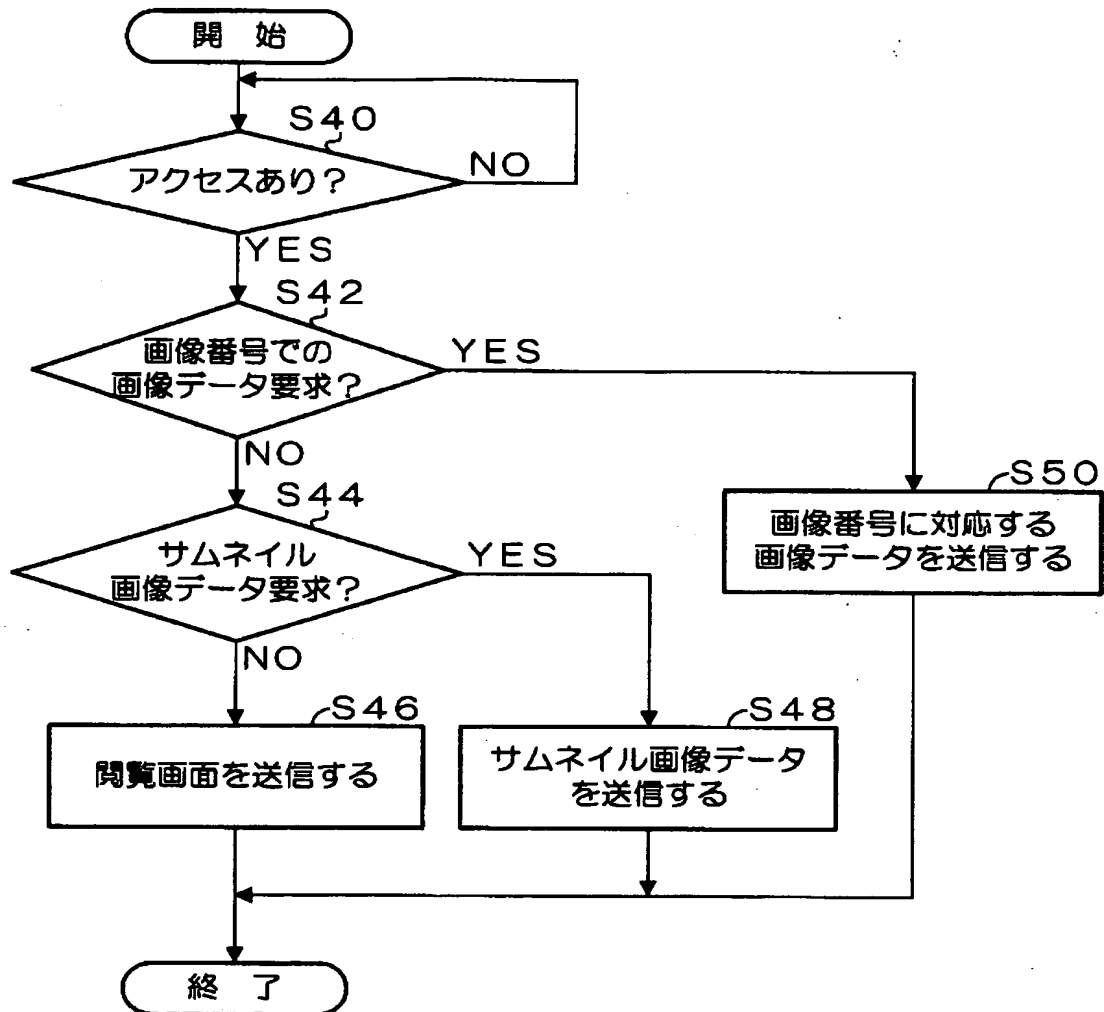 開 始
S40
アクセスあり?
NO
YES
S42
画像番号での
画像データ要求?
YES
NO
S44
サムネイル
画像データ要求?
YES
NO
S50
画像番号に対応する
画像データを送信する
S46
閲覧画面を送信する
S48
サムネイル画像データ
を送信する
終 了